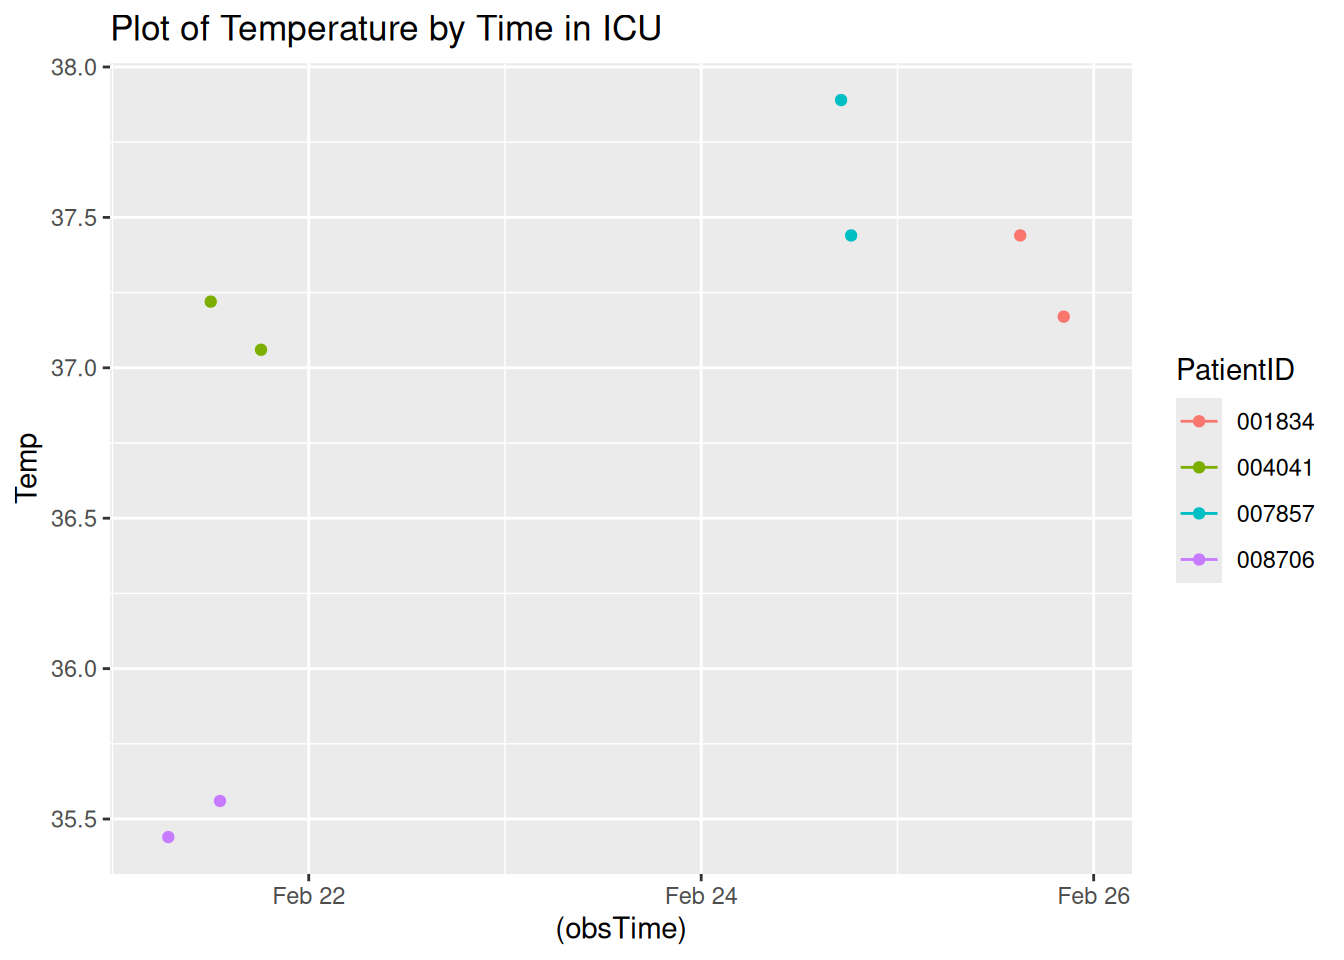 Plot of Temperature by Time in ICU
38.0
37.5
37.0
36.5
36.0
35.5
Temp
Feb 22
Feb 24
Feb 26
(obsTime)
PatientID
001834
004041
007857
008706